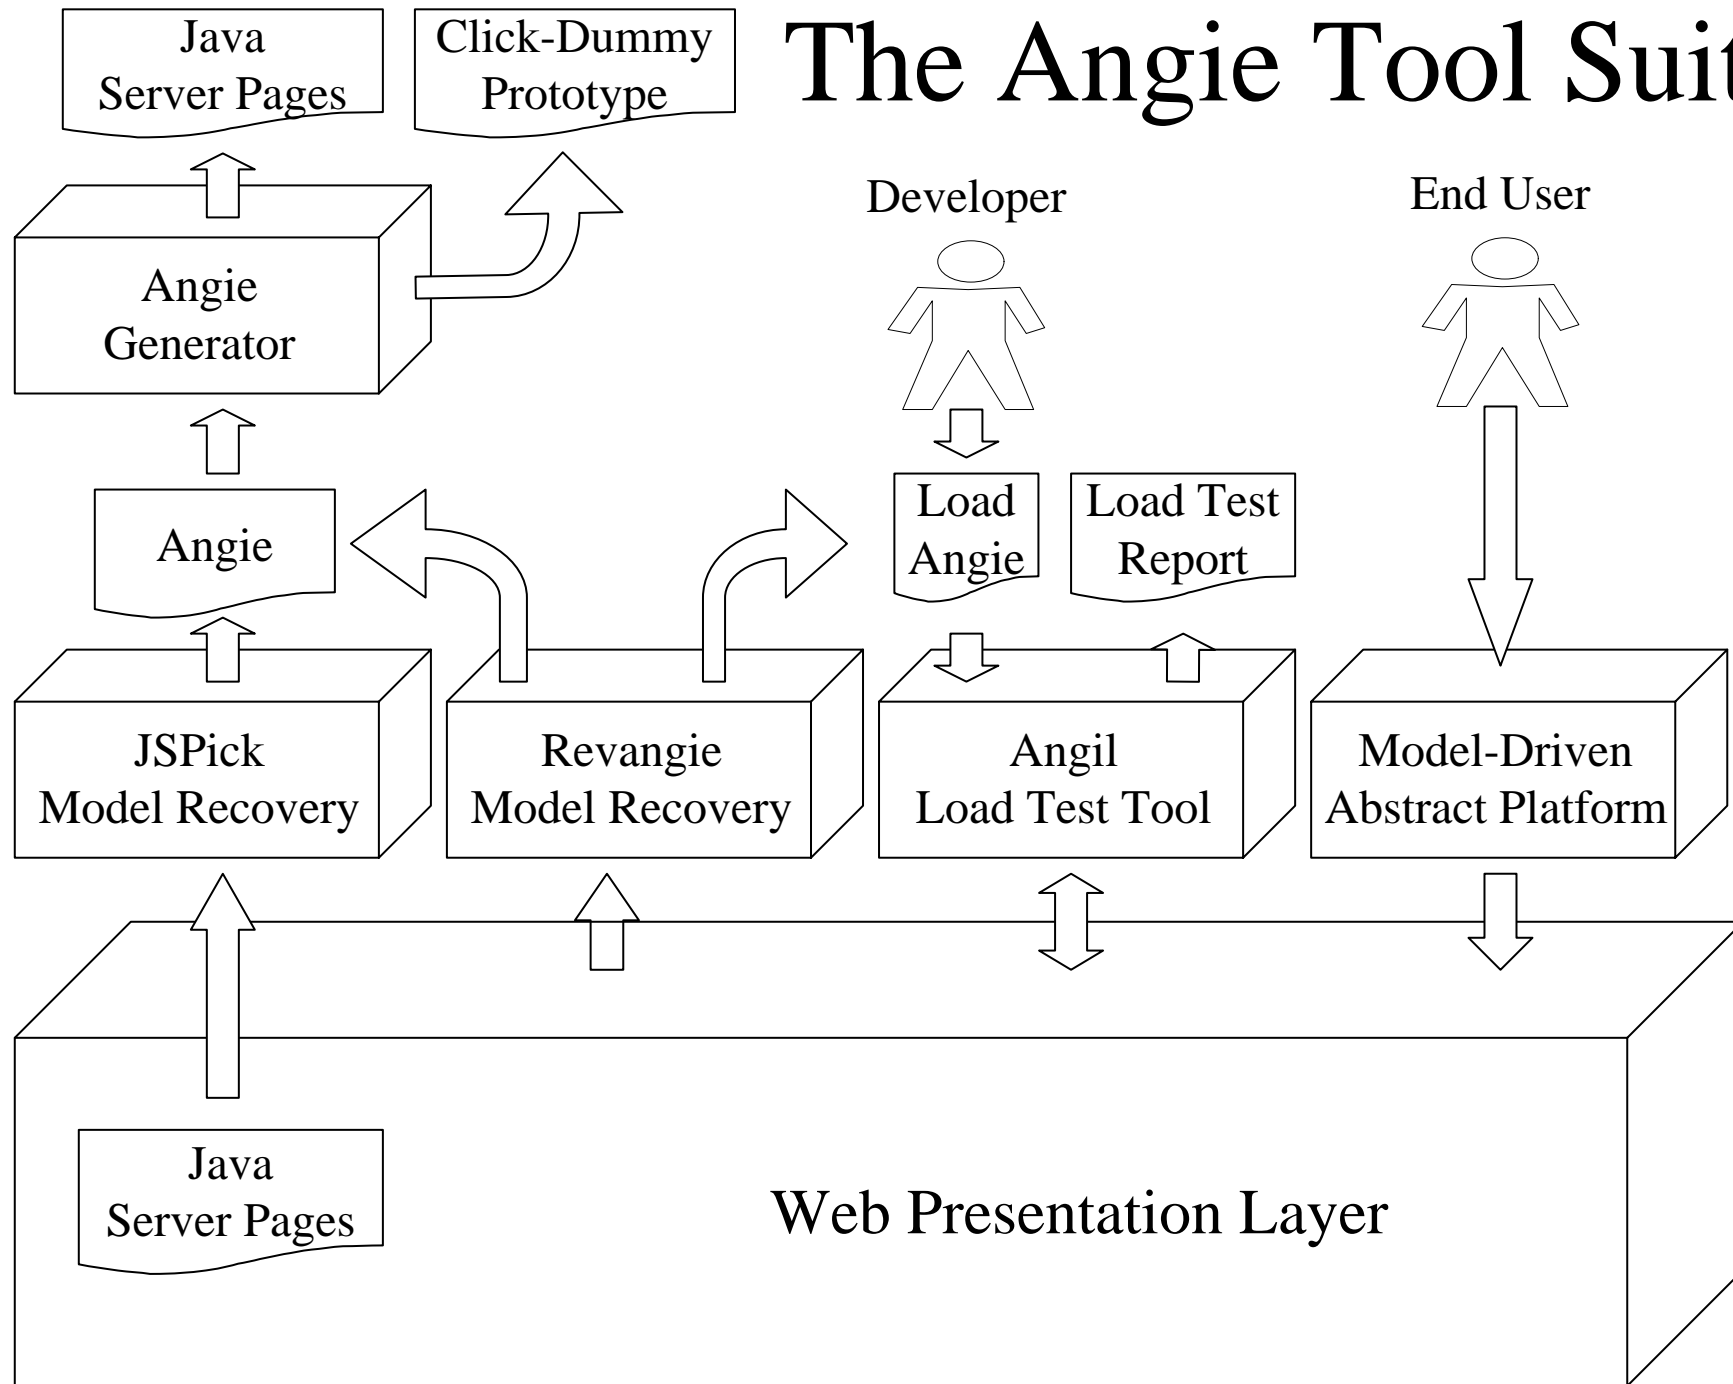 Java
Server Pages
Click-Dummy
Prototype
The Angie Tool Suit
Developer
End User
Angie
Generator
Angie
Load
Angie
Load Test
Report
JSPick
Model Recovery
Revangie
Model Recovery
Angil
Load Test Tool
Model-Driven
Abstract Platform
Java
Server Pages
Web Presentation Layer